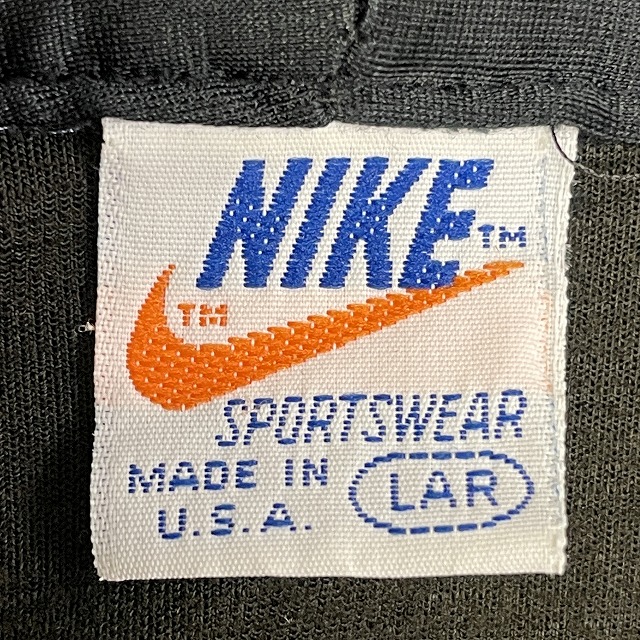 NIKE TM
TM
SPORTSWEAR
MADE IN
U.S.A.
LAR